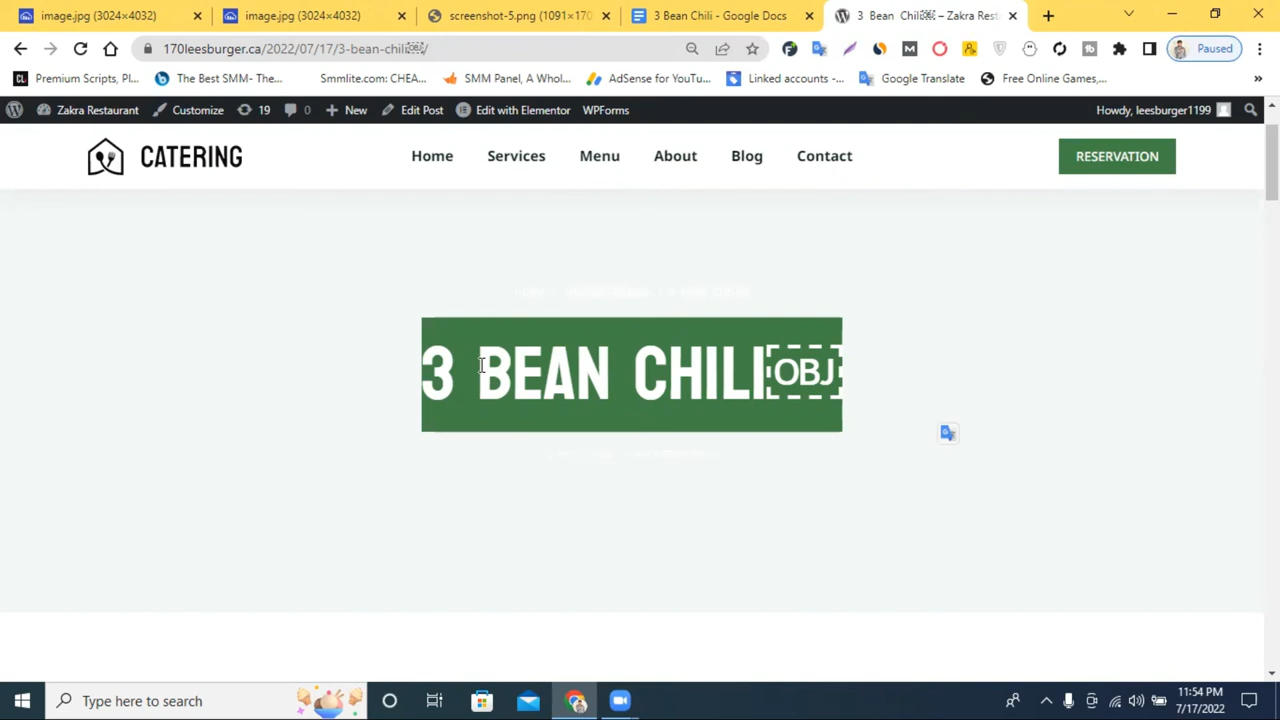 image.jpg (3024×4032)
image.jpg (3024×4032)
screenshot-5.png (1091×170
3 Bean Chili - Google Docs
3 Bean Chili￼ – Zakra Rest
170leesburger.ca/2022/07/17/3-bean-chili￼/
Paused
Premium Scripts, Pl...
The Best SMM- The...
Smmlite.com: CHEA...
SMM Panel, A Whol...
AdSense for YouTu...
Linked accounts -...
Google Translate
Free Online Games,...
»
Zakra Restaurant
Customize
19
0
New
Edit Post
Edit with Elementor
WPForms
Howdy, leesburger1199
CATERING
Home
Services
Menu
About
Blog
Contact
RESERVATION
3 BEAN CHILI OBJ
Type here to search
11:54 PM
7/17/2022